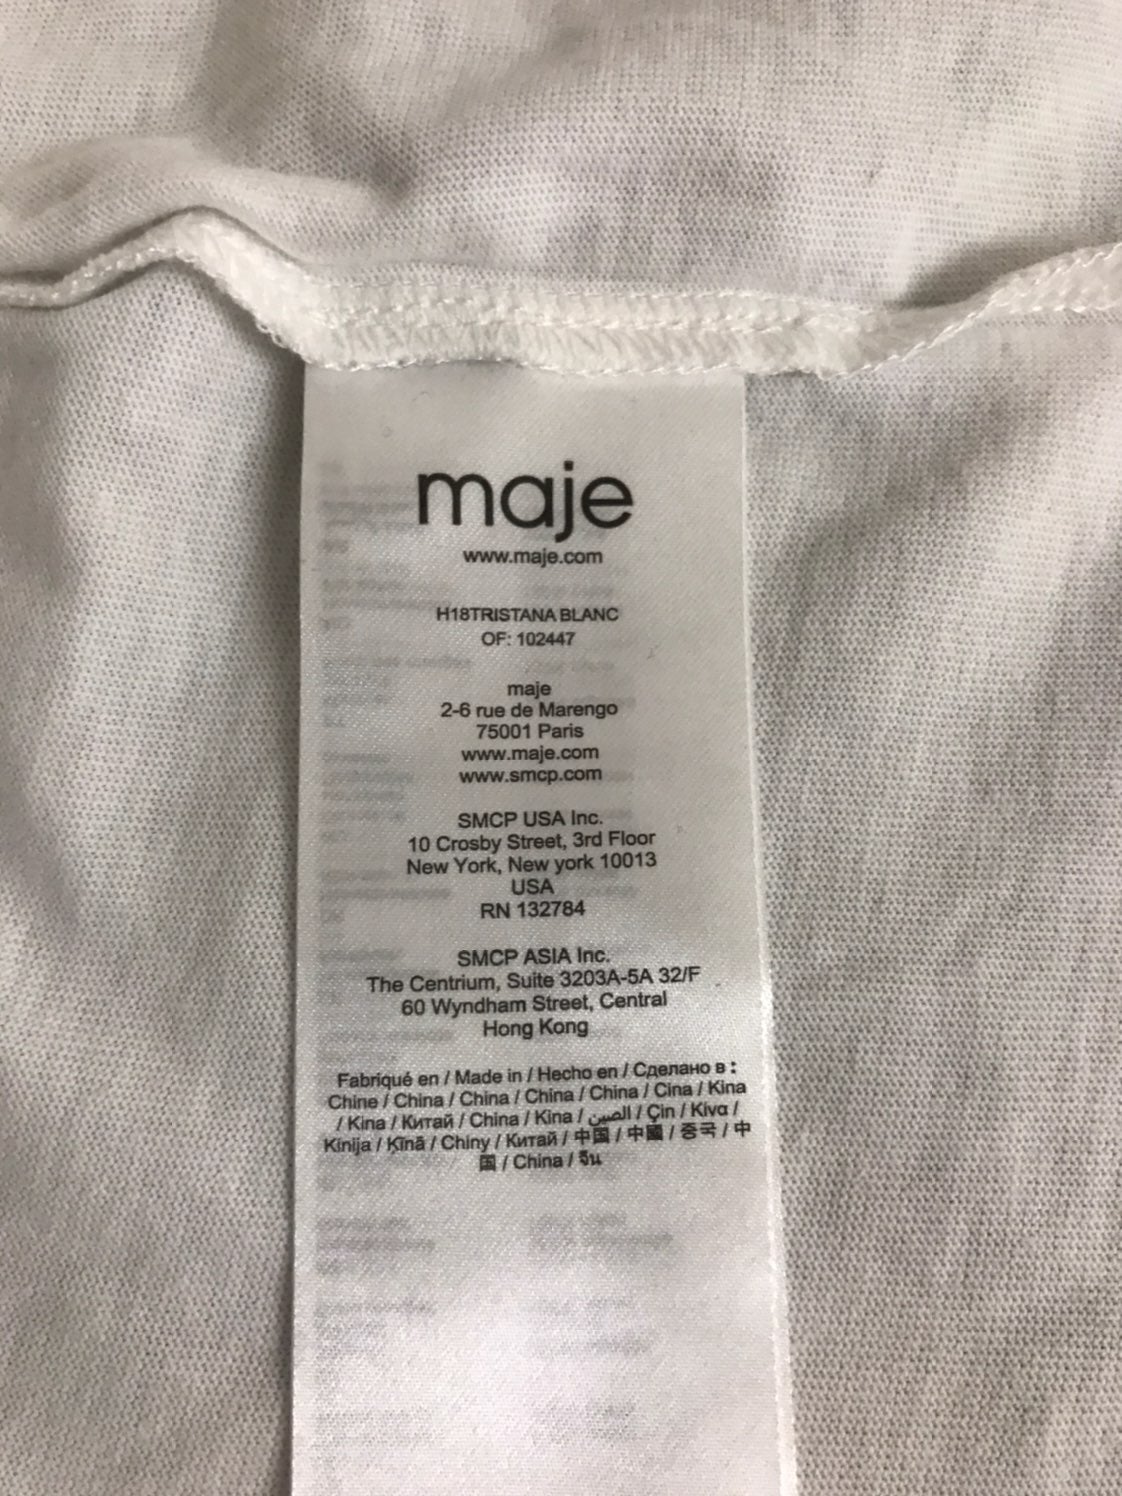 maje
www.maje.com
H18TRISTANA BLANC
OF: 102447
maje
2-6 rue de Marengo
75001 Paris
www.maje.com
www.smcp.com
SMCP USA Inc.
10 Crosby Street, 3rd Floor
New York, New york 10013
USA
RN 132784
SMCP ASIA Inc.
The Centrium, Suite 3203A-5A 32/F
60 Wyndham Street, Central
Hong Kong
Fabriqué en / Made in / Hecho en / Сделано в :
Chine / China / China / China / China / Cina / Kina
/ Kina / Китай / China / Kina / الصين / Çin / Κίνα /
Kinija / Ķīnā / Chiny / Китай / 中国 / 中國 / 중국 / 中
国 / China / จีน